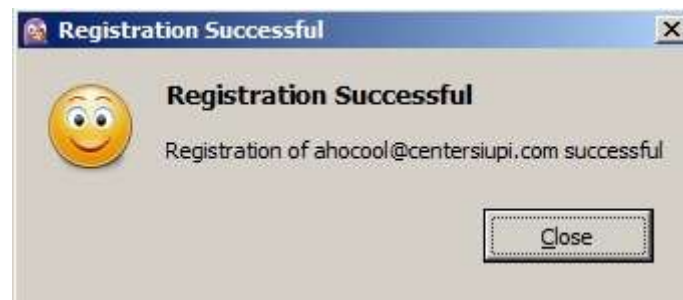 Registration Successful
Registration Successful
Registration of ahocool@centersiupi.com successful
Close